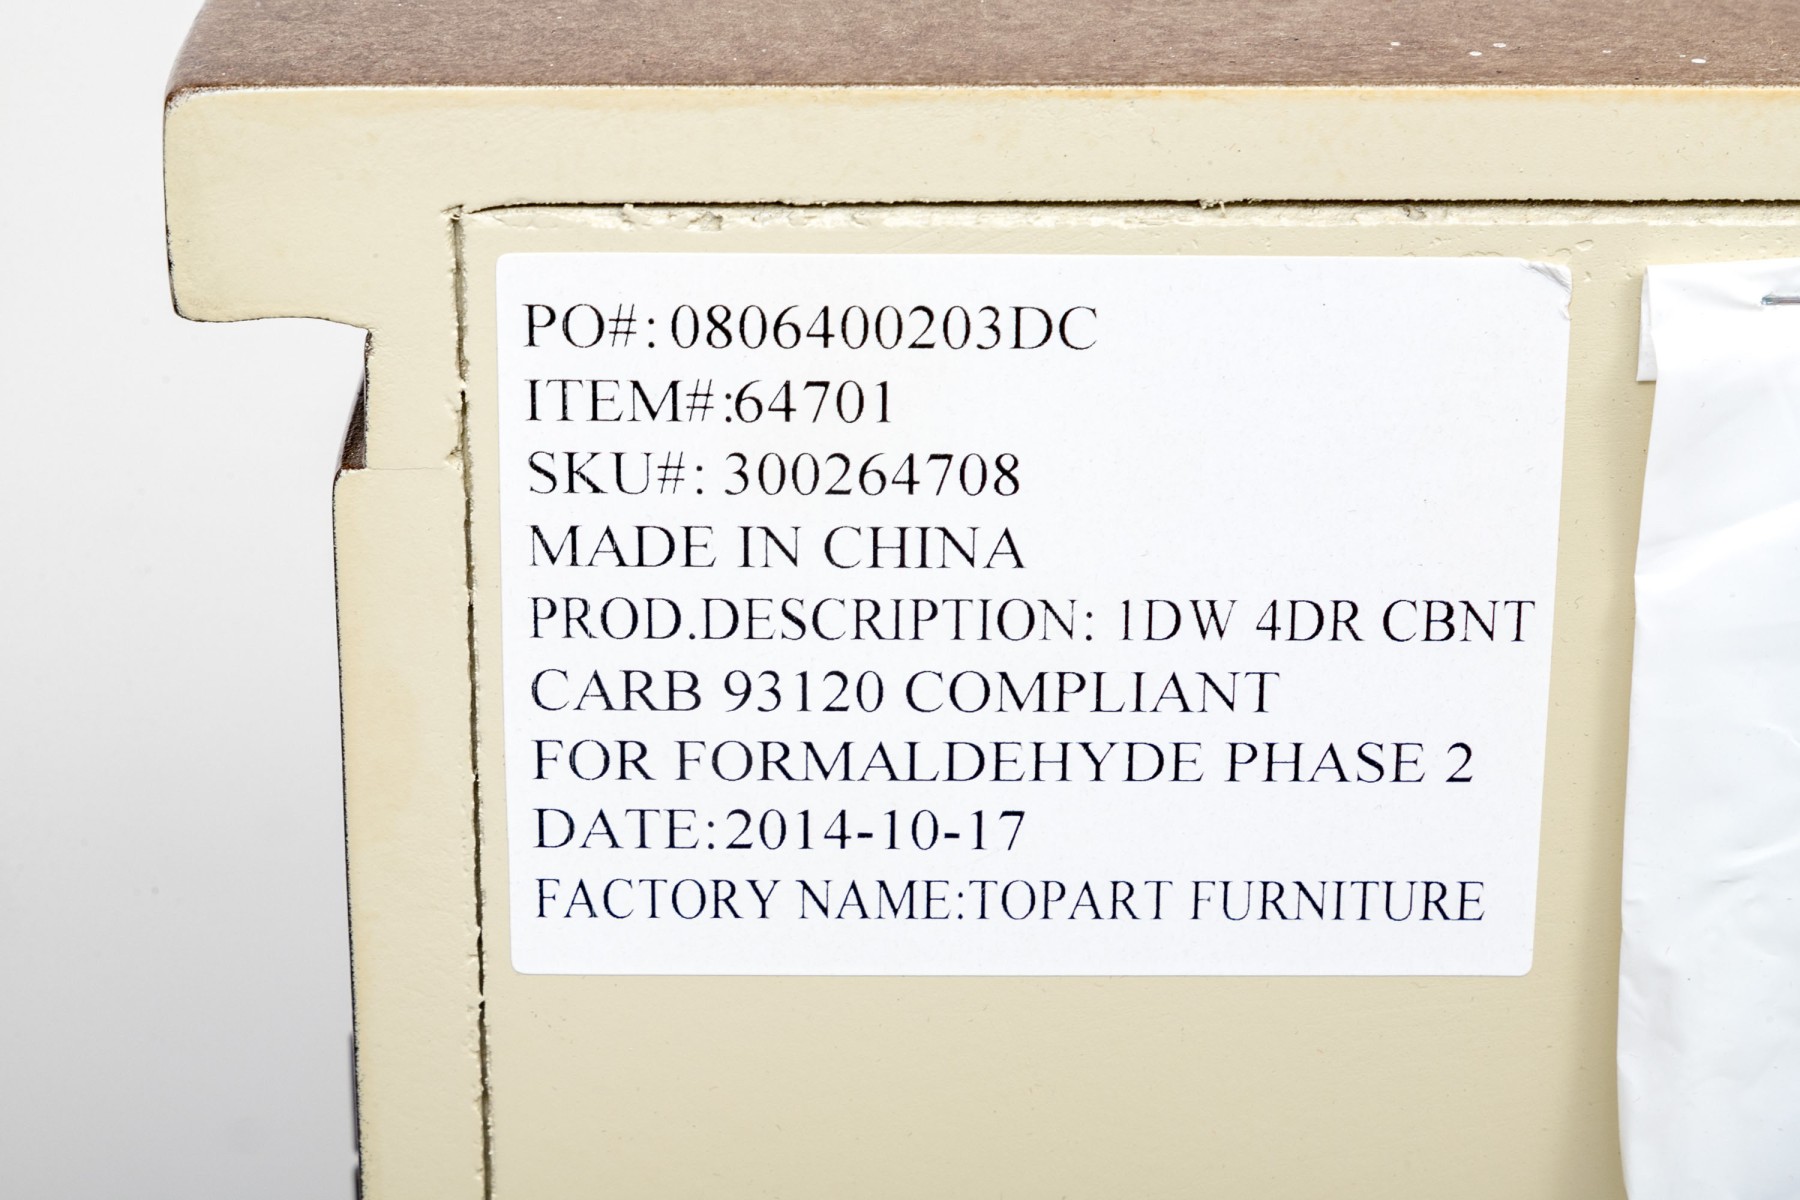 PO#: 0806400203DC
ITEM#:64701
SKU#: 300264708
MADE IN CHINA
PROD.DESCRIPTION: 1DW 4DR CBNT
CARB 93120 COMPLIANT
FOR FORMALDEHYDE PHASE 2
DATE:2014-10-17
FACTORY NAME:TOPART FURNITURE